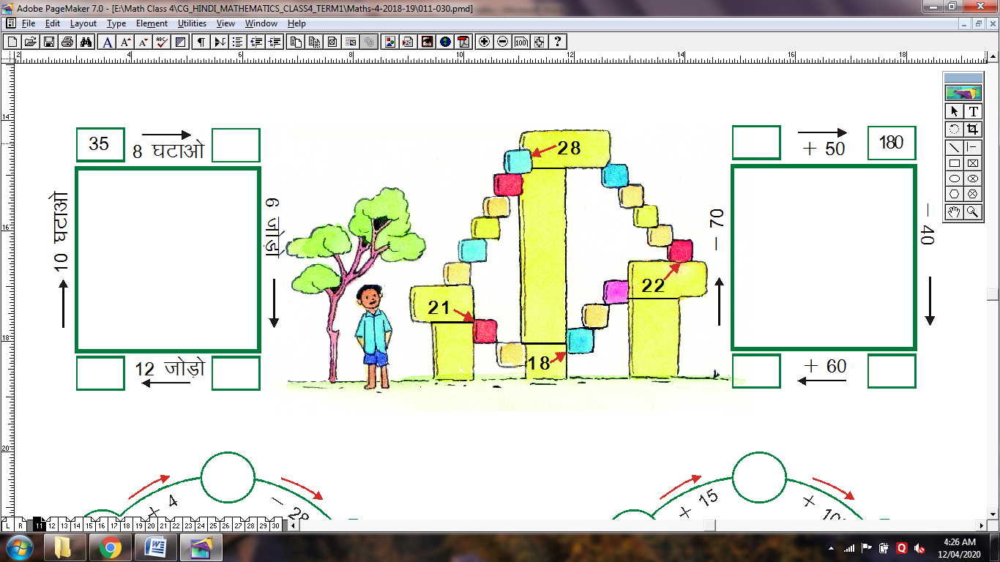 Adobe PageMaker 7.0 - [E:\Math Class 4\CG_HINDI_MATHEMATICS_CLASS4_TERM1\Maths-4-2018-19\011-030.pmd]
File Edit Layout Type Element Utilities View Window Help
2 4 6 8 10 12 14 16 18
14
16
18
20
35
8 घटाओ
10 घटाओ
6 जोड़ो
12 जोड़ो
28
21
18
22
+ 50
180
− 70
− 40
+ 60
+ 4
− 28
+ 15
+ 10
L R 11 12 13 14 15 16 17 18 19 20 21 22 23 24 25 26 27 28 29 30
4:26 AM
12/04/2020